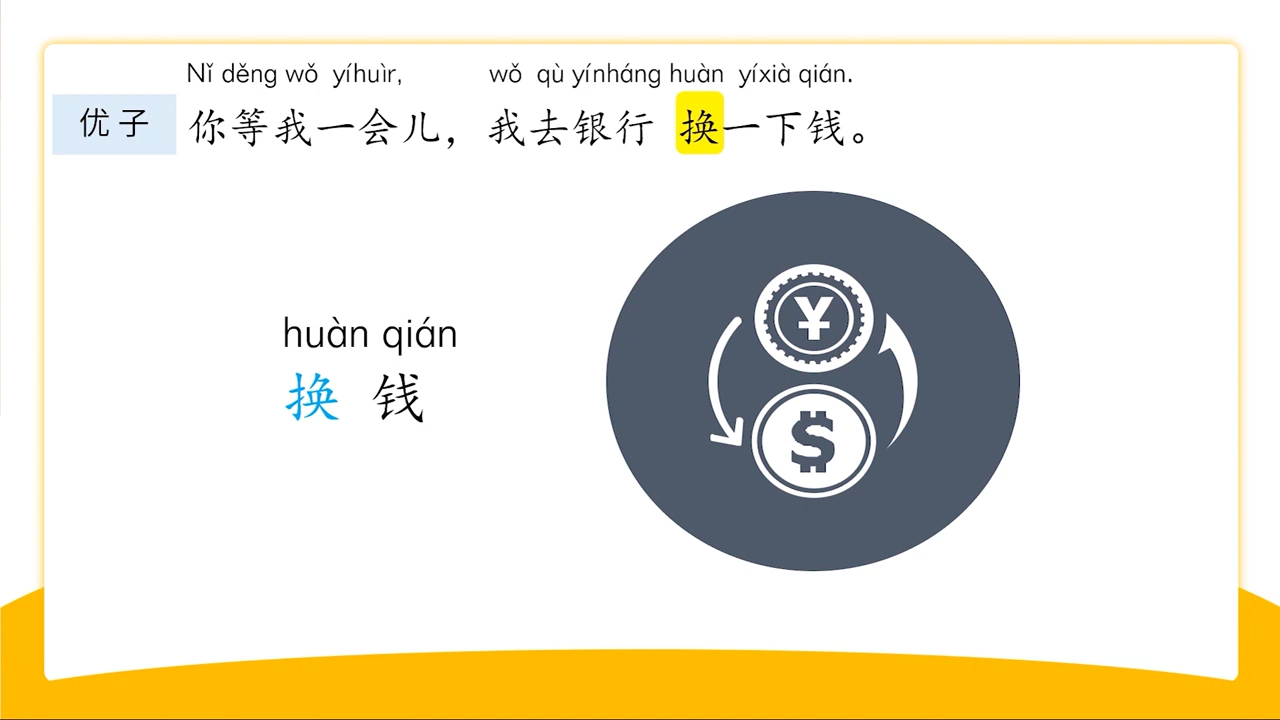 Nǐ děng wǒ yíhuìr, wǒ qù yínháng huàn yíxià qián.
优子 你等我一会儿，我去银行 换一下钱。
huàn qián
换 钱
¥
$